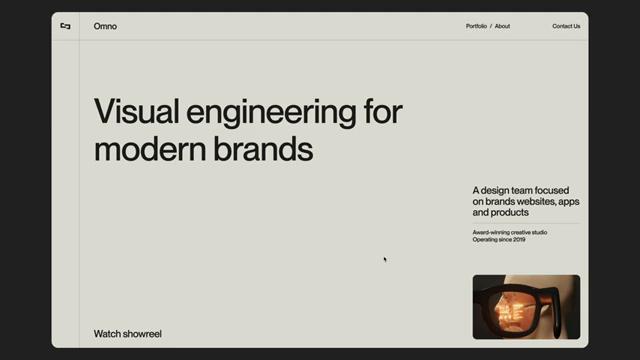 Omno
Portfolio / About
Contact Us
Visual engineering for
modern brands
A design team focused
on brands websites, apps
and products
Award-winning creative studio
Operating since 2019
Watch showreel